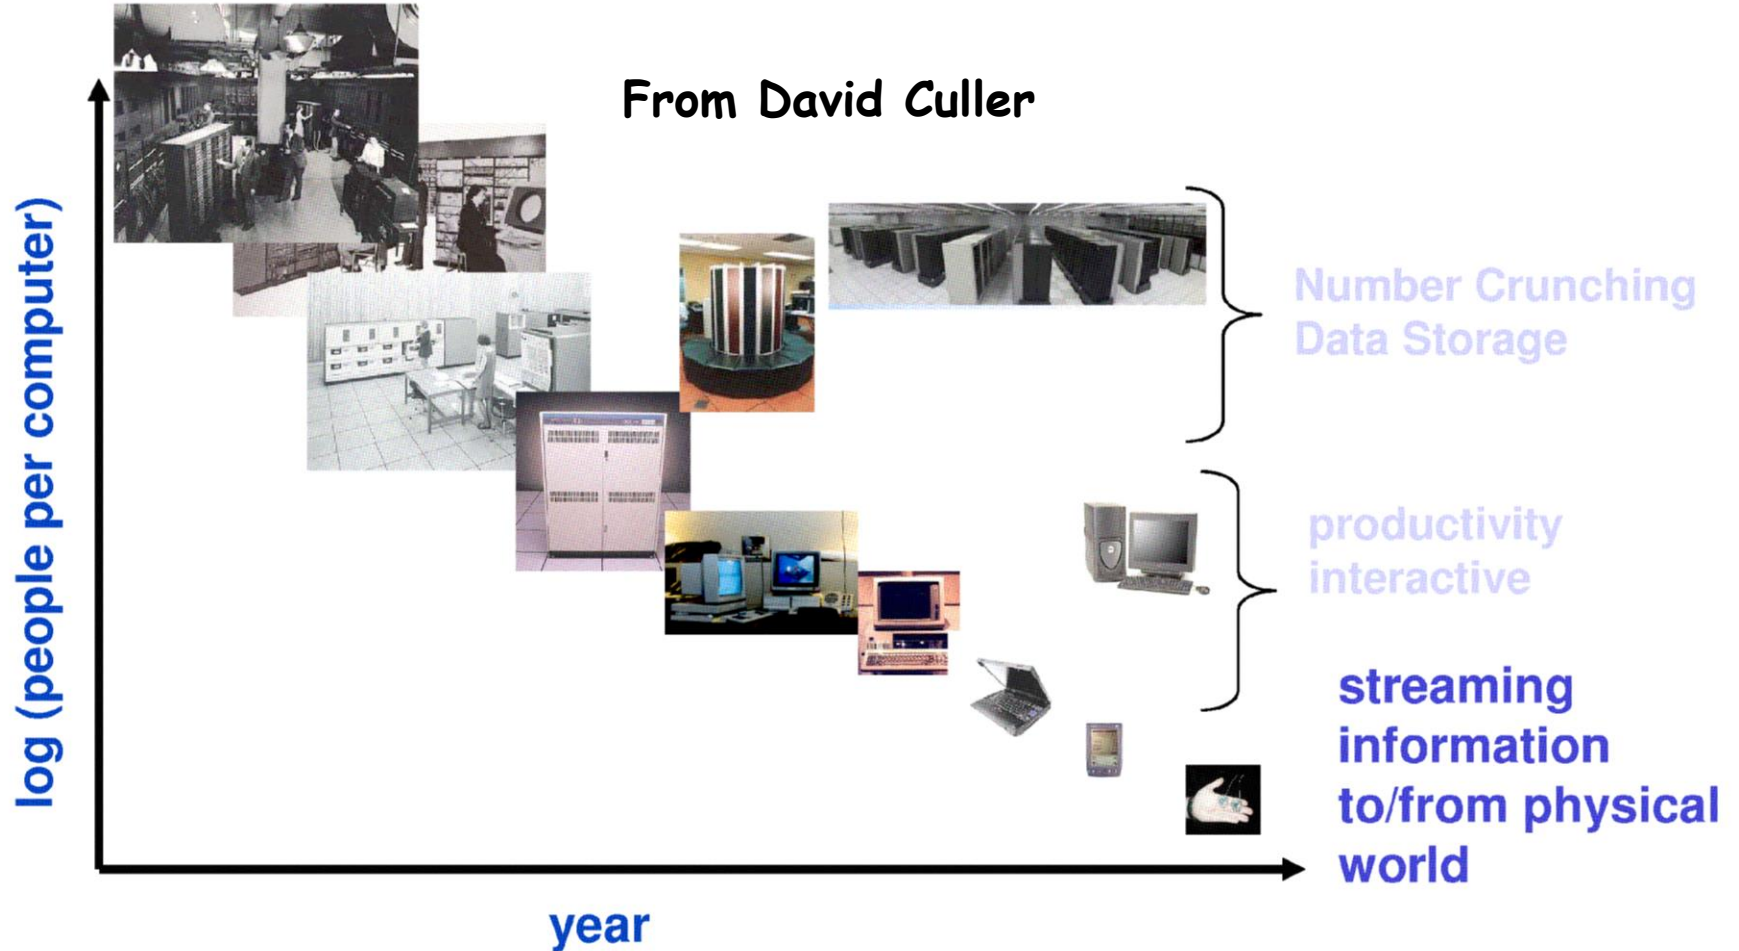 From David Culler
log (people per computer)
Number Crunching
Data Storage
productivity
interactive
streaming
information
to/from physical
world
year